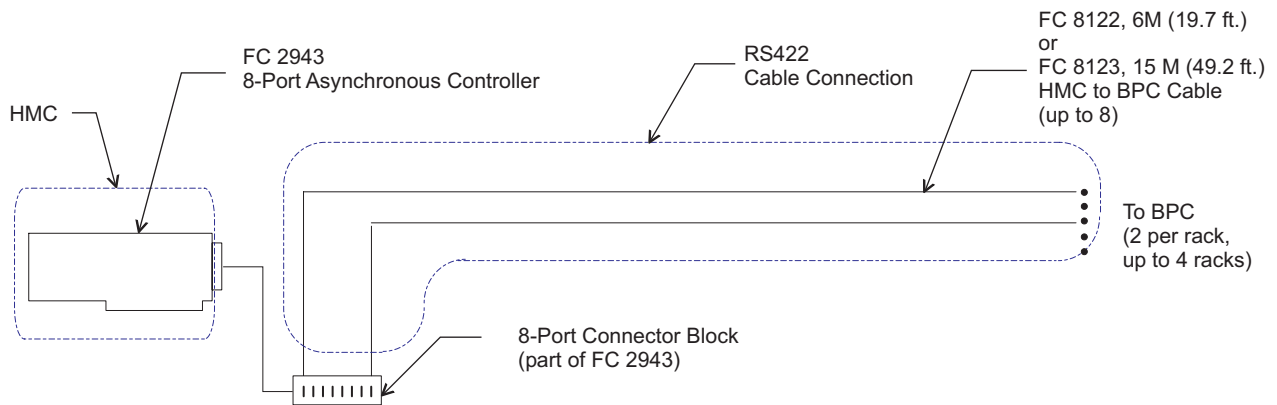 FC 2943
8-Port Asynchronous Controller
HMC
RS422
Cable Connection
FC 8122, 6M (19.7 ft.)
or
FC 8123, 15 M (49.2 ft.)
HMC to BPC Cable
(up to 8)
To BPC
(2 per rack,
up to 4 racks)
8-Port Connector Block
(part of FC 2943)